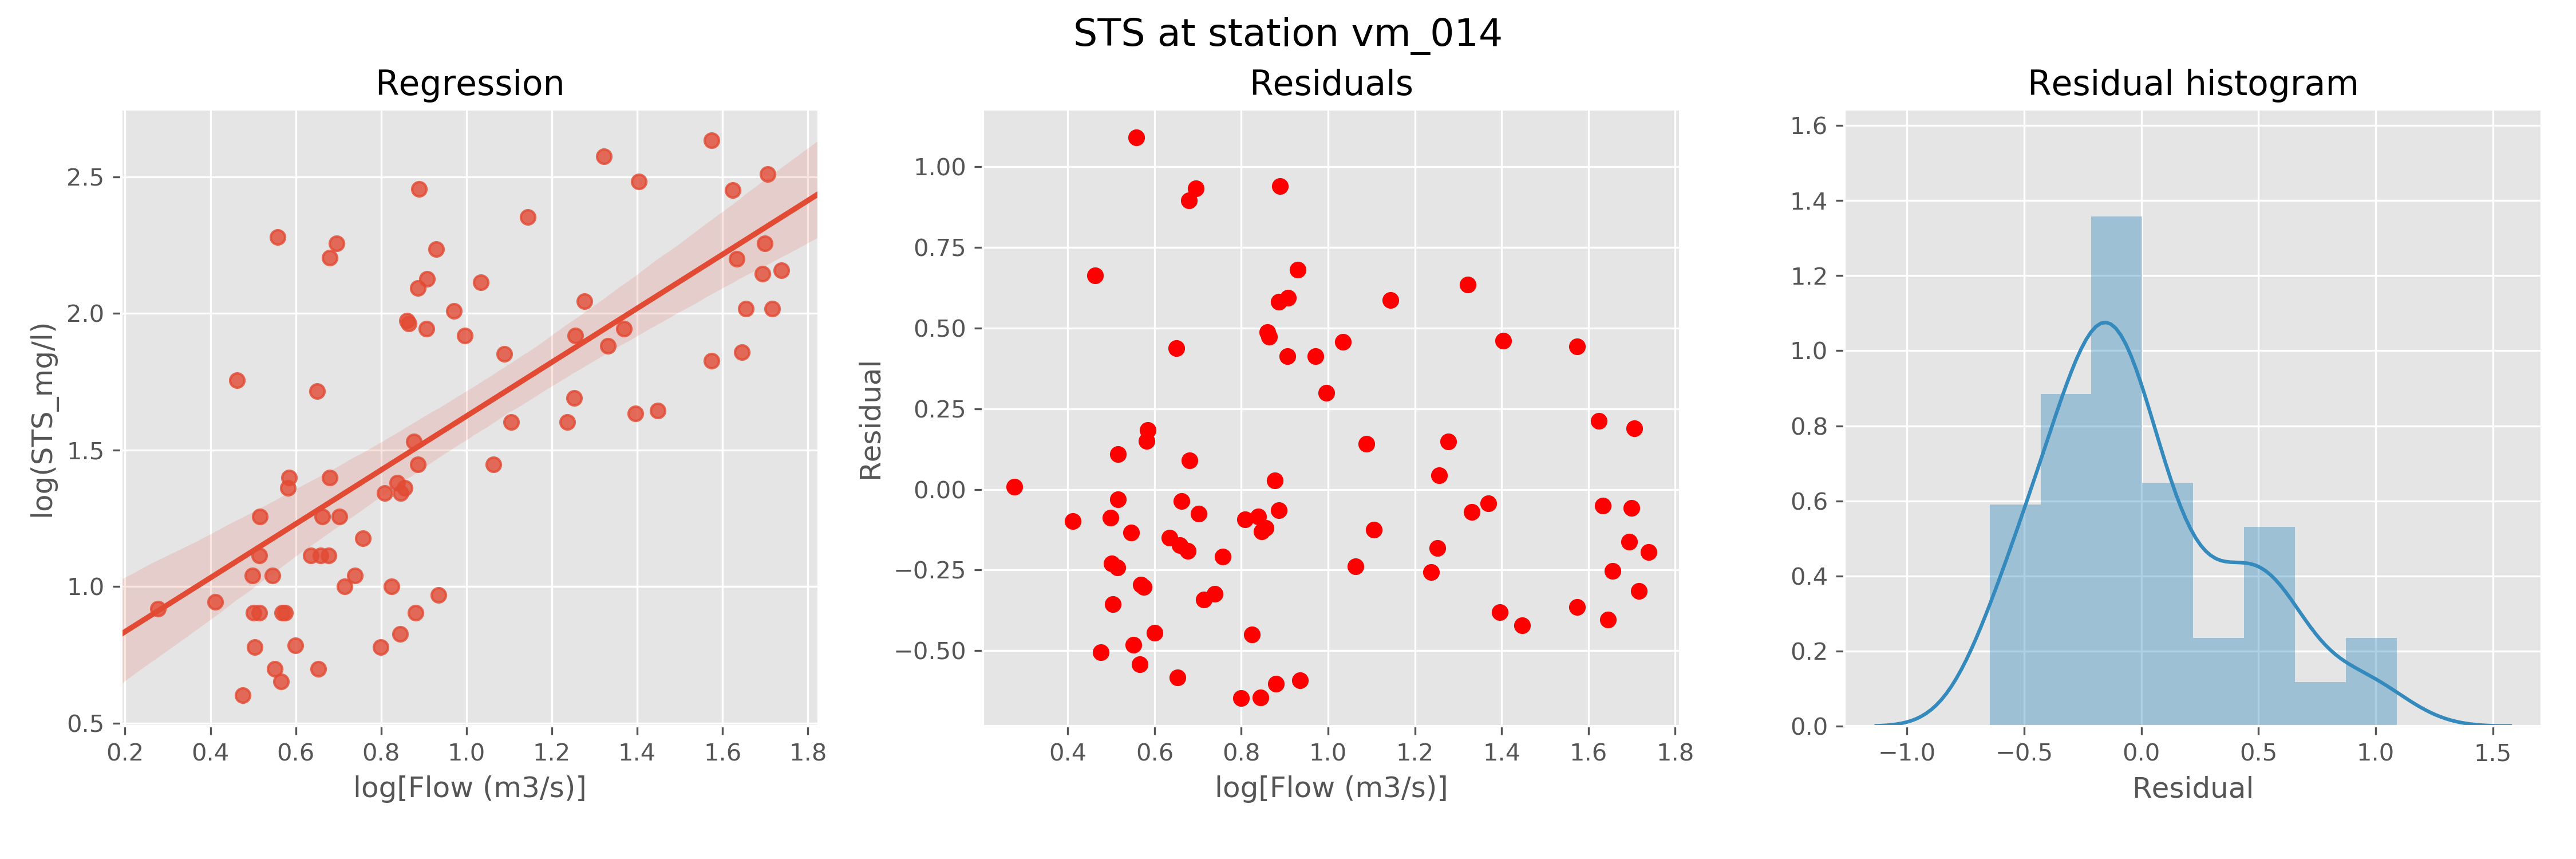 STS at station vm_014
Regression
log(STS_mg/l)
2.5
2.0
1.5
1.0
0.5
0.2 0.4 0.6 0.8 1.0 1.2 1.4 1.6 1.8
log[Flow (m3/s)]
Residuals
Residual
1.00
0.75
0.50
0.25
0.00
−0.25
−0.50
0.4 0.6 0.8 1.0 1.2 1.4 1.6 1.8
log[Flow (m3/s)]
Residual histogram
1.6
1.4
1.2
1.0
0.8
0.6
0.4
0.2
0.0
−1.0 −0.5 0.0 0.5 1.0 1.5
Residual